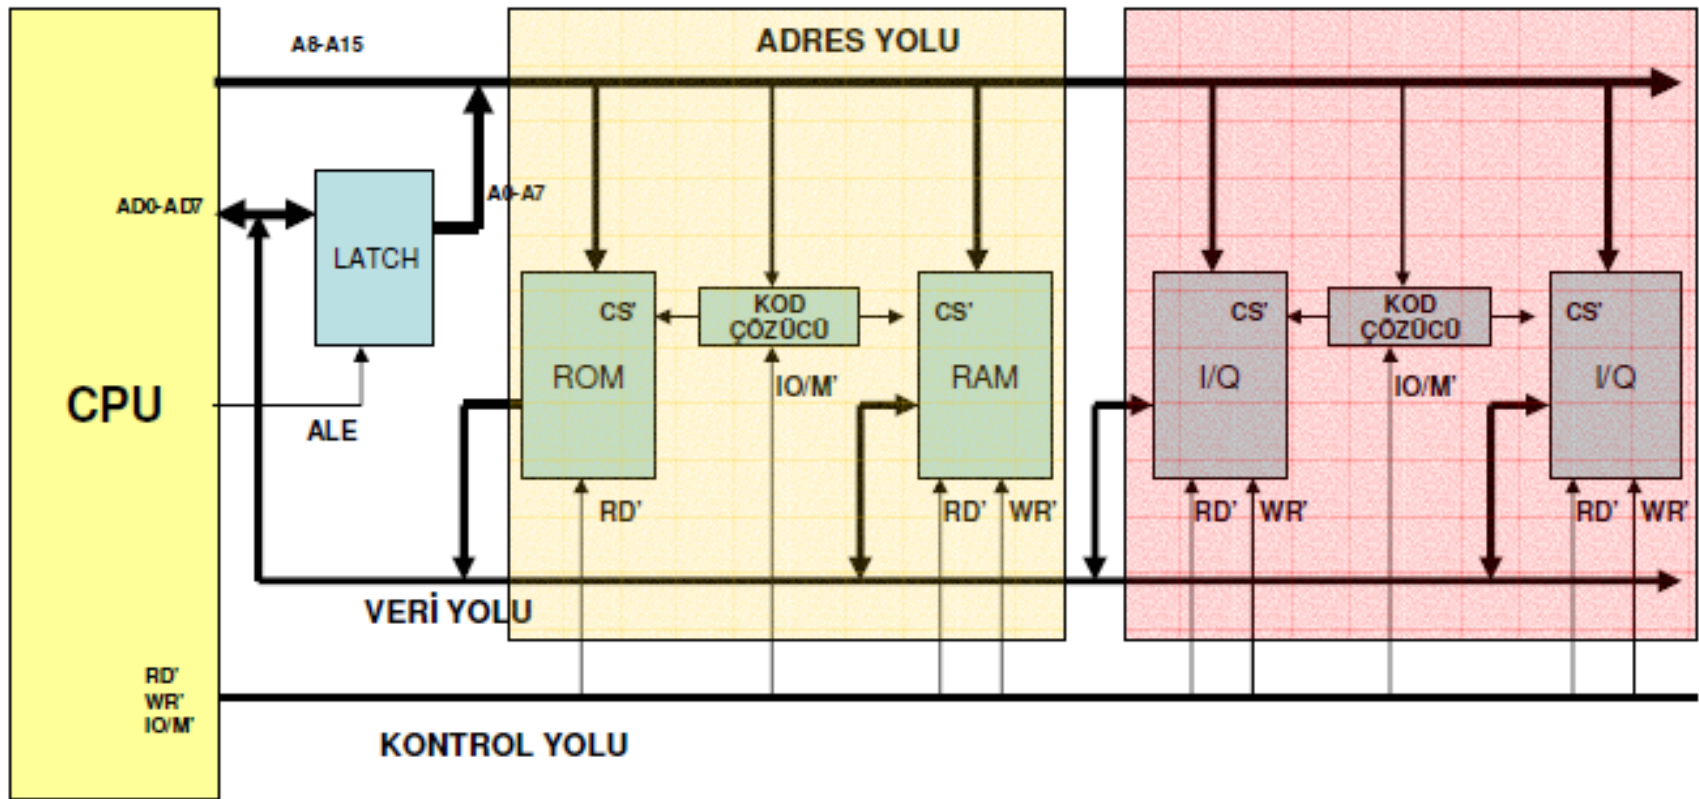 A8-A15
ADRES YOLU
AD0-AD7
A0-A7
LATCH
CS'
KOD
ÇÖZÜCÜ
CS'
CS'
KOD
ÇÖZÜCÜ
CS'
ROM
IO/M'
RAM
I/Q
IO/M'
I/Q
CPU
ALE
RD'
RD'
WR'
RD'
WR'
RD'
WR'
VERİ YOLU
RD'
WR'
IO/M'
KONTROL YOLU